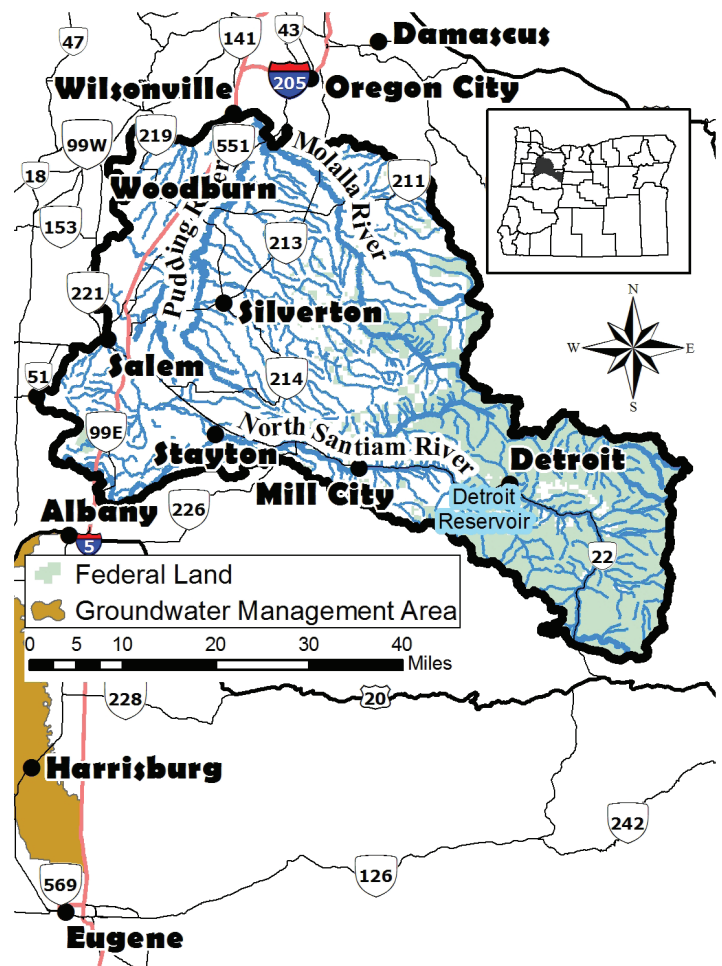 43
47
141
Damascus
205
Oregon City
Wilsonville
219
551
99W
Molalla River
18
211
Woodburn
153
Pudding River
213
N
221
Silverton
W
E
Salem
S
51
214
99E
North Santiam River
Stayton
Detroit
Mill City
Detroit
Reservoir
Albany
226
5
22
Federal Land
Groundwater Management Area
0 5 10 20 30 40
Miles
228
20
Harrisburg
242
126
569
Eugene